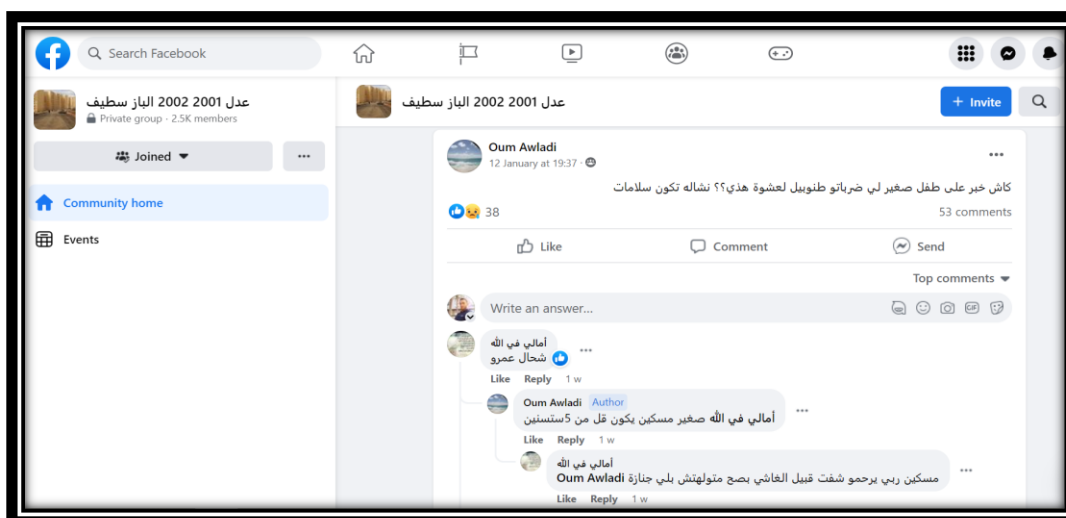 Search Facebook
عدل 2001 2002 الباز سطيف
Private group · 2.5K members
Joined
Community home
Events
عدل 2001 2002 الباز سطيف
+ Invite
Oum Awladi
12 January at 19:37 ·
كاش خبر على طفل صغير لي ضرباتو طنوبيل لعشوة هذي؟؟ نشاله تكون سلامات
38
53 comments
Like Comment Send
Top comments
Write an answer...
GIF
أمالي في الله
شحال عمرو
Like Reply 1 w
Oum Awladi Author
أمالي في الله صغير مسكين يكون قل من 5ستسنين
Like Reply 1 w
أمالي في الله
Oum Awladi مسكين ربي يرحمو شفت قبيل الغاشي بصح متولهتش بلي جنازة
Like Reply 1 w